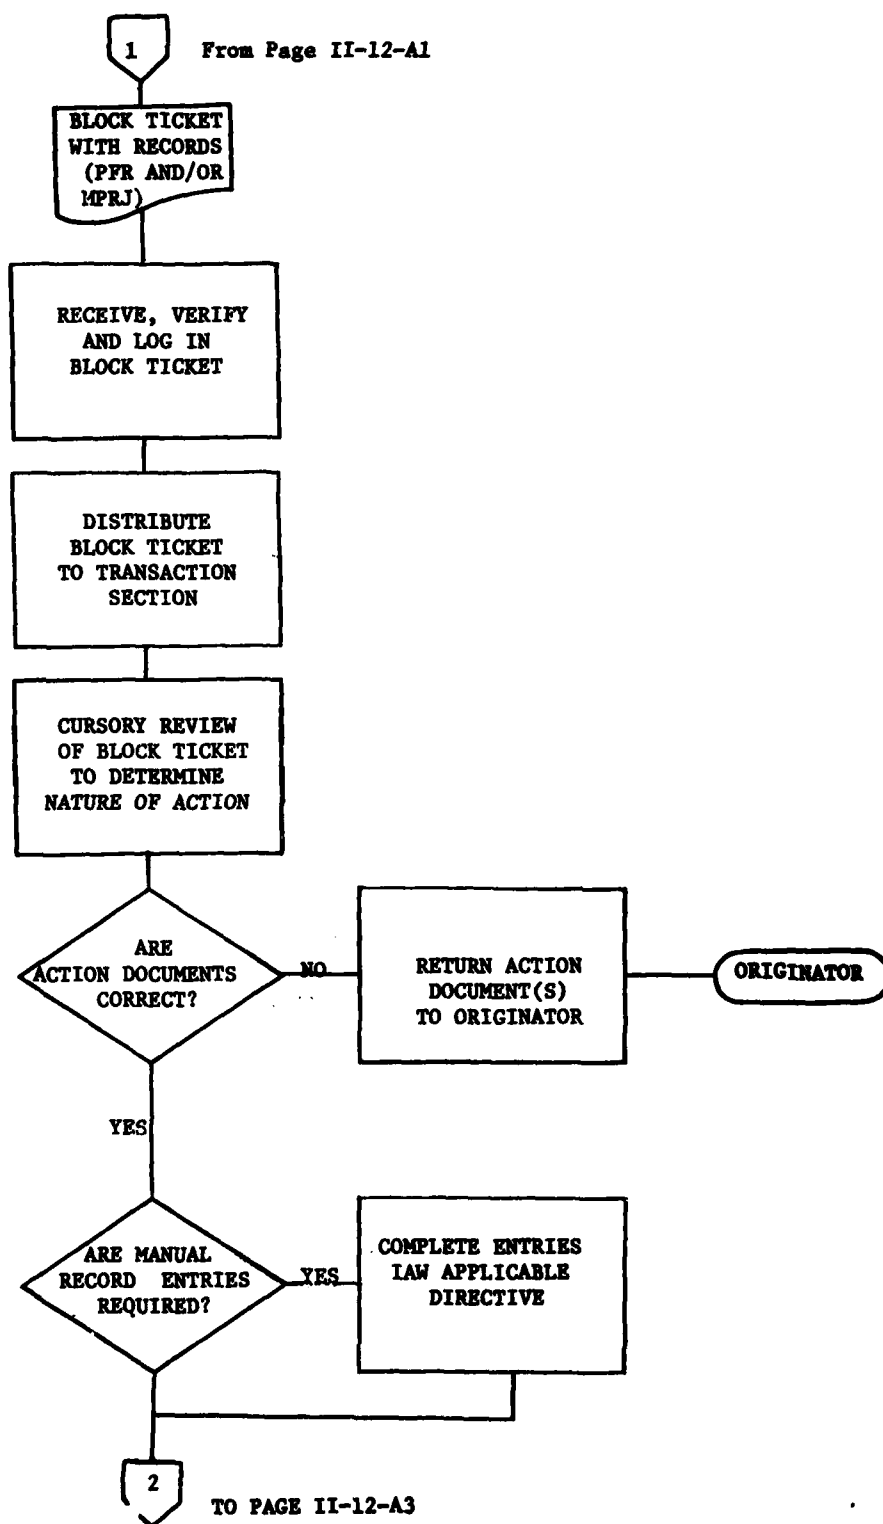 1
From Page II-12-A1
BLOCK TICKET
WITH RECORDS
(PFR AND/OR
MPRJ)
RECEIVE, VERIFY
AND LOG IN
BLOCK TICKET
DISTRIBUTE
BLOCK TICKET
TO TRANSACTION
SECTION
CURSORY REVIEW
OF BLOCK TICKET
TO DETERMINE
NATURE OF ACTION
ARE
ACTION DOCUMENTS
CORRECT?
NO
RETURN ACTION
DOCUMENT(S)
TO ORIGINATOR
ORIGINATOR
YES
ARE MANUAL
RECORD ENTRIES
REQUIRED?
YES
COMPLETE ENTRIES
IAW APPLICABLE
DIRECTIVE
2
TO PAGE II-12-A3